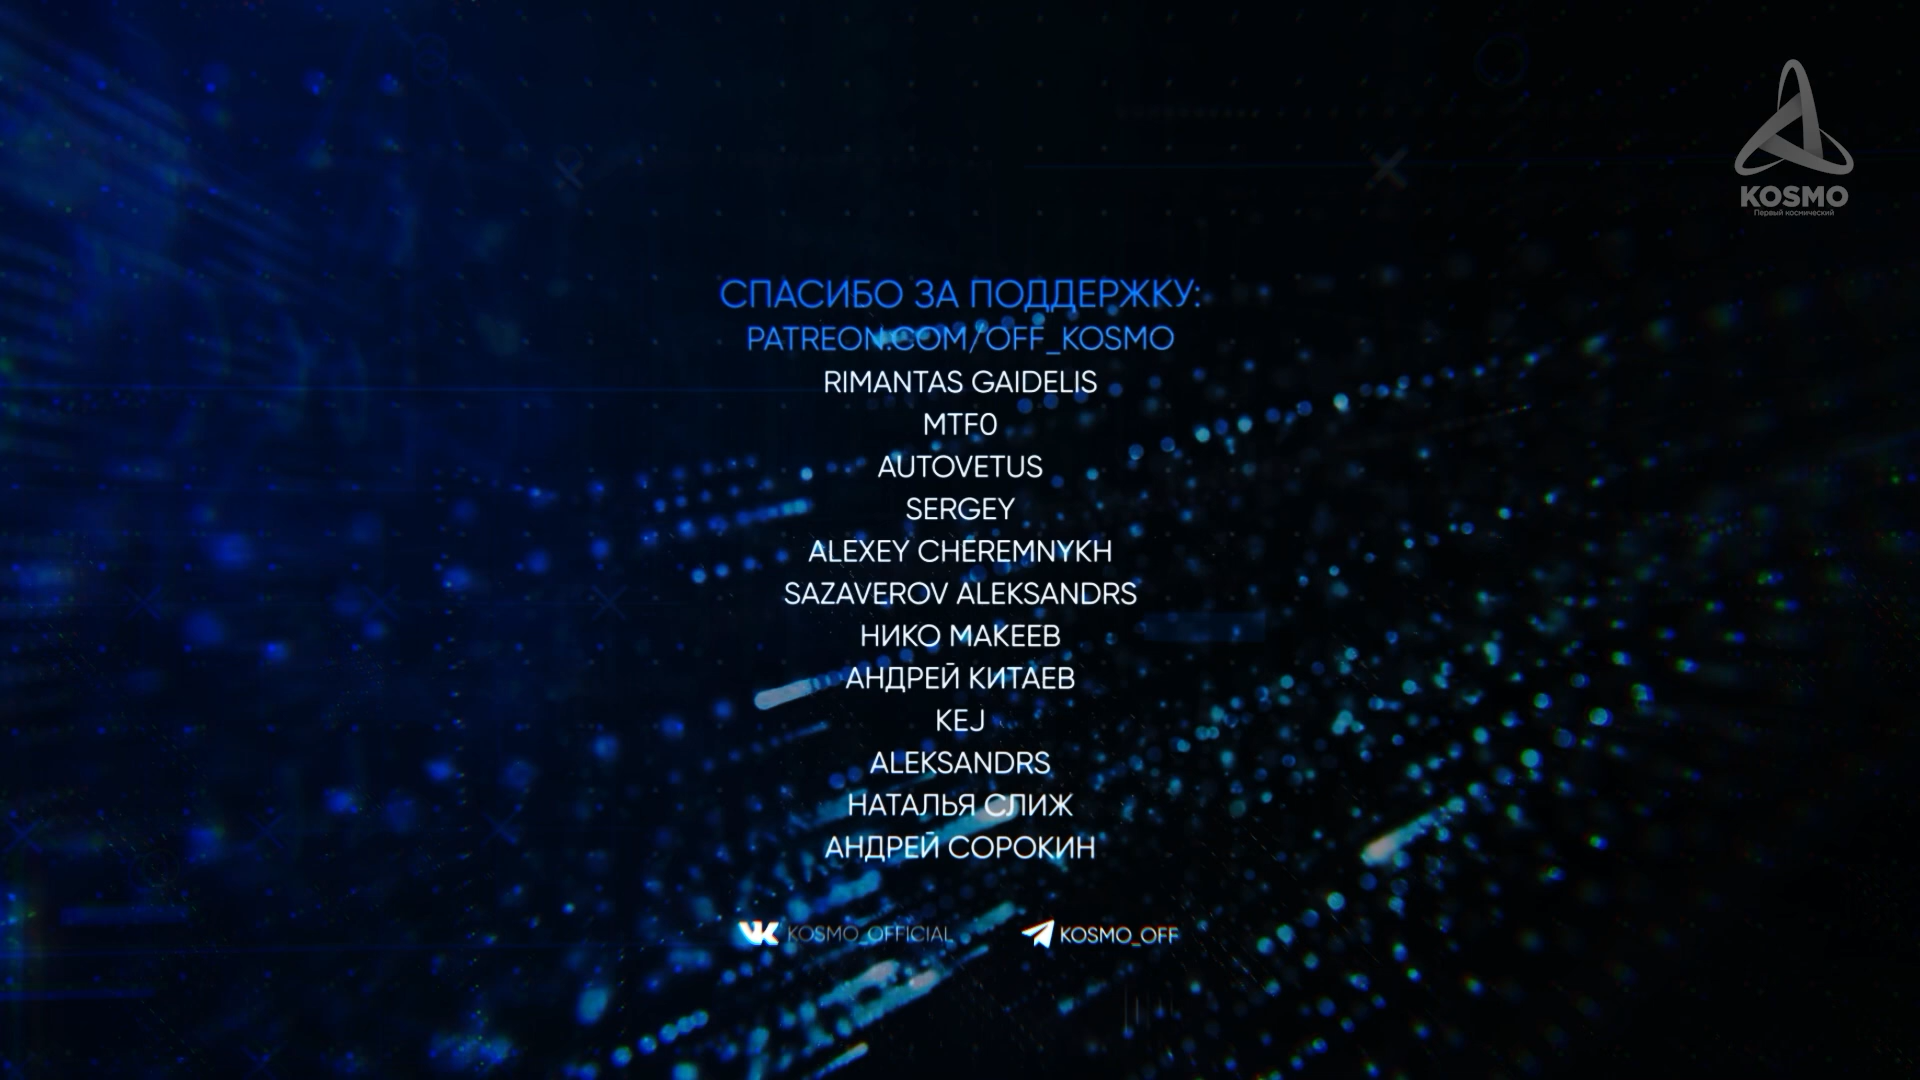 KOSMO
Первый космический
СПАСИБО ЗА ПОДДЕРЖКУ:
PATREON.COM/OFF_KOSMO
RIMANTAS GAIDELIS
MTF0
AUTOVETUS
SERGEY
ALEXEY CHEREMNYKH
SAZAVEROV ALEKSANDRS
НИКО МАКЕЕВ
АНДРЕЙ КИТАЕВ
KEJ
ALEKSANDRS
НАТАЛЬЯ СЛИЖ
АНДРЕЙ СОРОКИН
VK KOSMO_OFFICIAL KOSMO_OFF